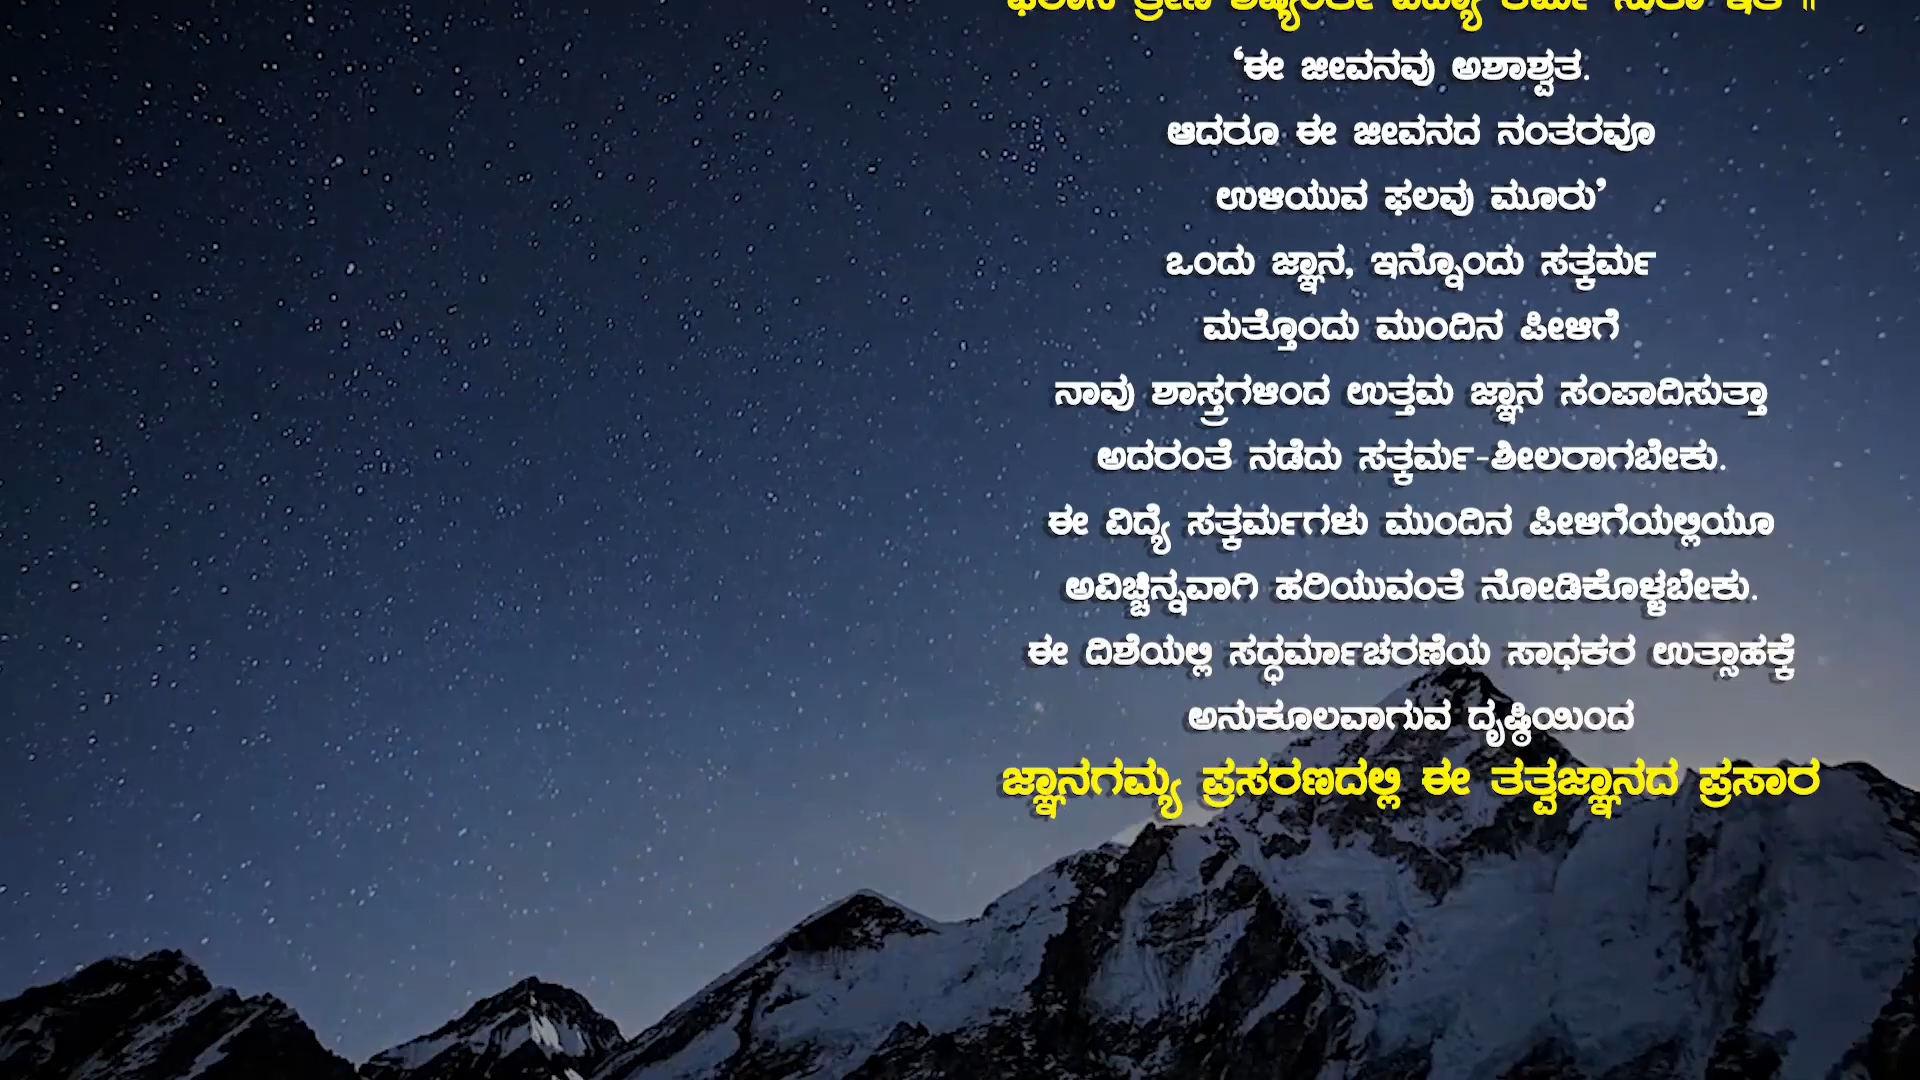 ‘ಈ ಜೀವನವು ಅಶಾಶ್ವತ.
ಆದರೂ ಈ ಜೀವನದ ನಂತರವೂ
ಉಳಿಯುವ ಫಲವು ಮೂರು’
ಒಂದು ಜ್ಞಾನ, ಇನ್ನೊಂದು ಸತ್ಕರ್ಮ
ಮತ್ತೊಂದು ಮುಂದಿನ ಪೀಳಿಗೆ
ನಾವು ಶಾಸ್ತ್ರಗಳಿಂದ ಉತ್ತಮ ಜ್ಞಾನ ಸಂಪಾದಿಸುತ್ತಾ
ಅದರಂತೆ ನಡೆದು ಸತ್ಕರ್ಮ-ಶೀಲರಾಗಬೇಕು.
ಈ ವಿದ್ಯೆ ಸತ್ಕರ್ಮಗಳು ಮುಂದಿನ ಪೀಳಿಗೆಯಲ್ಲಿಯೂ
ಅವಿಚ್ಛಿನ್ನವಾಗಿ ಹರಿಯುವಂತೆ ನೋಡಿಕೊಳ್ಳಬೇಕು.
ಈ ದಿಶೆಯಲ್ಲಿ ಸದ್ಧರ್ಮಾಚರಣೆಯ ಸಾಧಕರ ಉತ್ಸಾಹಕ್ಕೆ
ಅನುಕೂಲವಾಗುವ ದೃಷ್ಠಿಯಿಂದ
ಜ್ಞಾನಗಮ್ಯ ಪ್ರಸರಣದಲ್ಲಿ ಈ ತತ್ವಜ್ಞಾನದ ಪ್ರಸಾರ